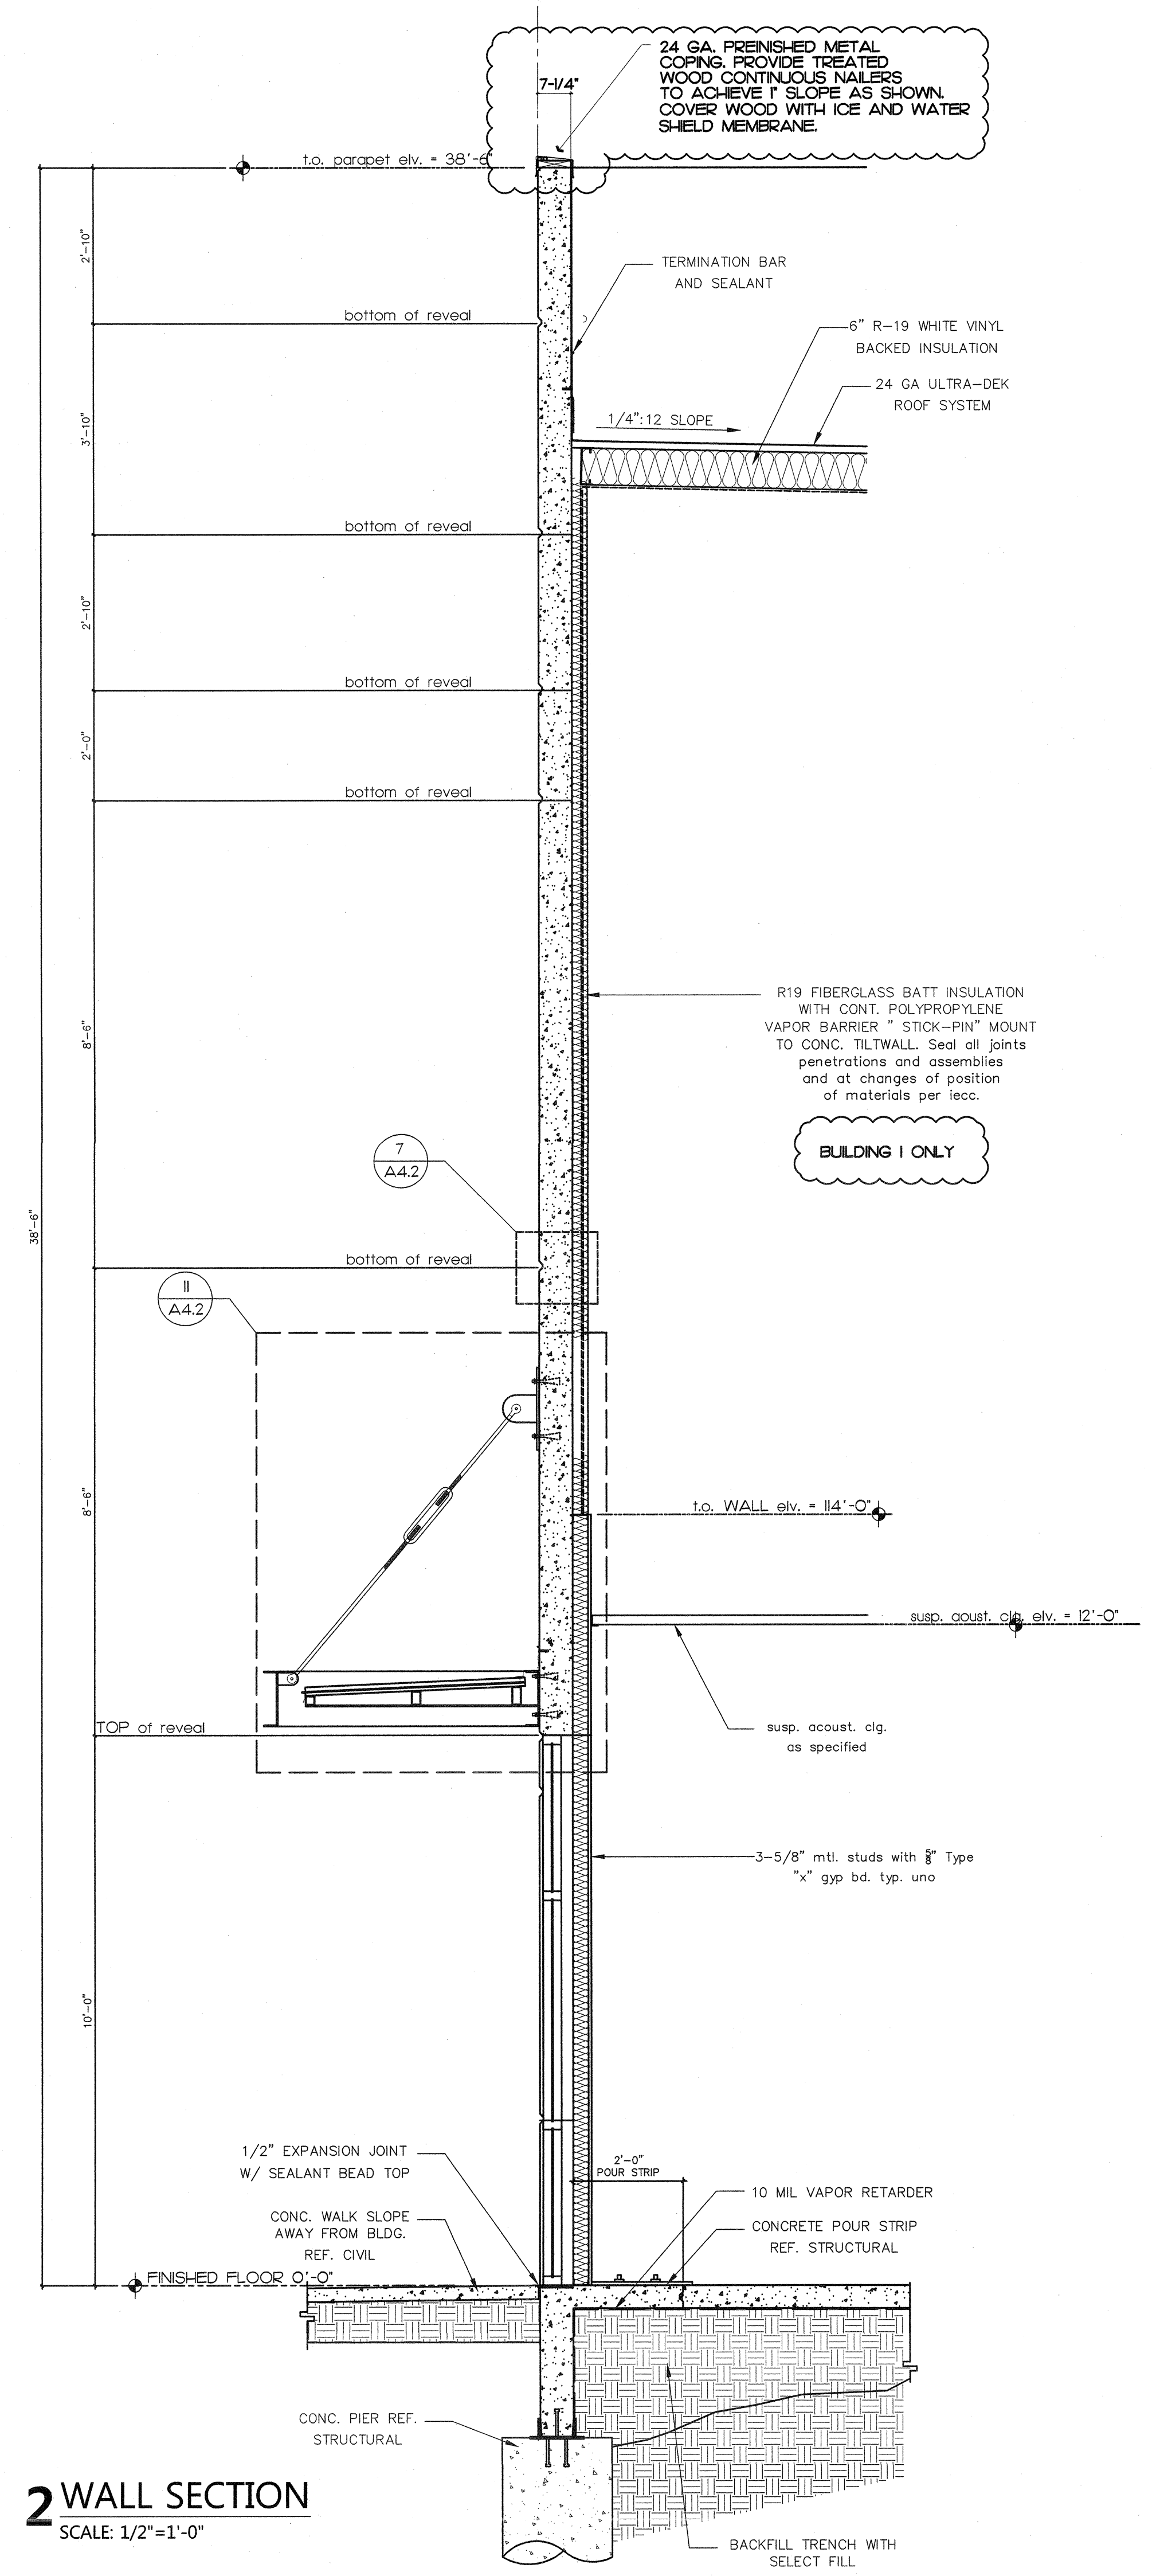 24 GA. PREINISHED METAL
COPING. PROVIDE TREATED
WOOD CONTINUOUS NAILERS
TO ACHIEVE 1" SLOPE AS SHOWN.
COVER WOOD WITH ICE AND WATER
SHIELD MEMBRANE.
7-1/4"
t.o. parapet elv. = 38'-6"
2'-10"
TERMINATION BAR
AND SEALANT
bottom of reveal
6" R-19 WHITE VINYL
BACKED INSULATION
24 GA ULTRA-DEK
ROOF SYSTEM
1/4":12 SLOPE
3'-10"
bottom of reveal
2'-10"
bottom of reveal
2'-0"
bottom of reveal
R19 FIBERGLASS BATT INSULATION
WITH CONT. POLYPROPYLENE
VAPOR BARRIER " STICK-PIN" MOUNT
TO CONC. TILTWALL. Seal all joints
penetrations and assemblies
and at changes of position
of materials per iecc.
8'-6"
BUILDING 1 ONLY
7
A4.2
38'-6"
bottom of reveal
11
A4.2
8'-6"
t.o. WALL elv. = 114'-0"
susp. aoust. clg. elv. = 12'-0"
TOP of reveal
susp. acoust. clg.
as specified
3-5/8" mtl. studs with 5/8" Type
"x" gyp bd. typ. uno
10'-0"
1/2" EXPANSION JOINT
W/ SEALANT BEAD TOP
2'-0"
POUR STRIP
10 MIL VAPOR RETARDER
CONC. WALK SLOPE
AWAY FROM BLDG.
REF. CIVIL
CONCRETE POUR STRIP
REF. STRUCTURAL
FINISHED FLOOR 0'-0"
CONC. PIER REF.
STRUCTURAL
2 WALL SECTION
SCALE: 1/2"=1'-0"
BACKFILL TRENCH WITH
SELECT FILL